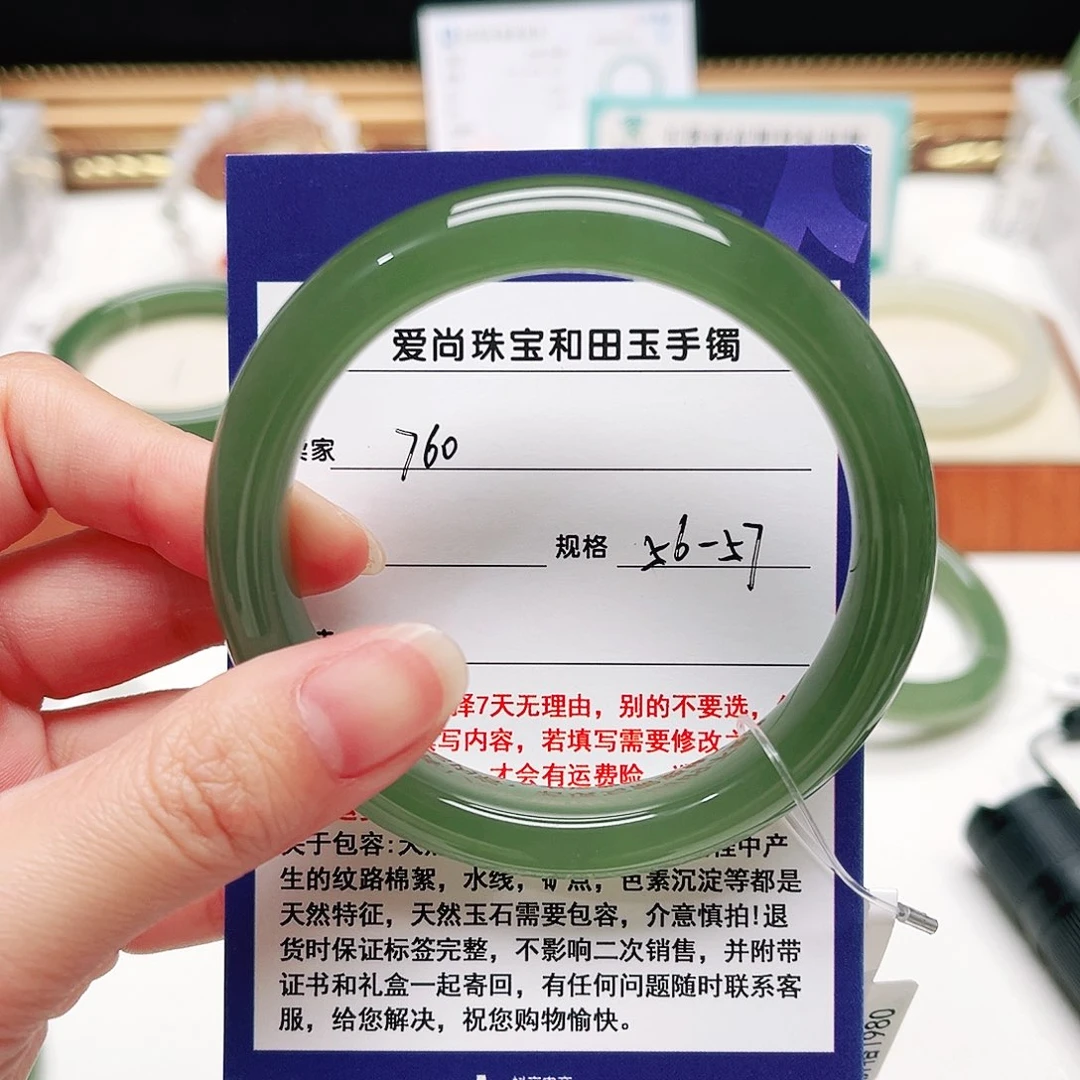 爱尚珠宝和田玉手镯
家 760
规格 56-57
择7天无理由，别的不要选，
写内容，若填写需要修改
才会有运费险
关于包容：天 程中产
生的纹路棉絮，水线，矿点，色素沉淀等都是
天然特征，天然玉石需要包容，介意慎拍！退
货时保证标签完整，不影响二次销售，并附带
证书和礼盒一起寄回，有任何问题随时联系客
服，给您解决，祝您购物愉快。